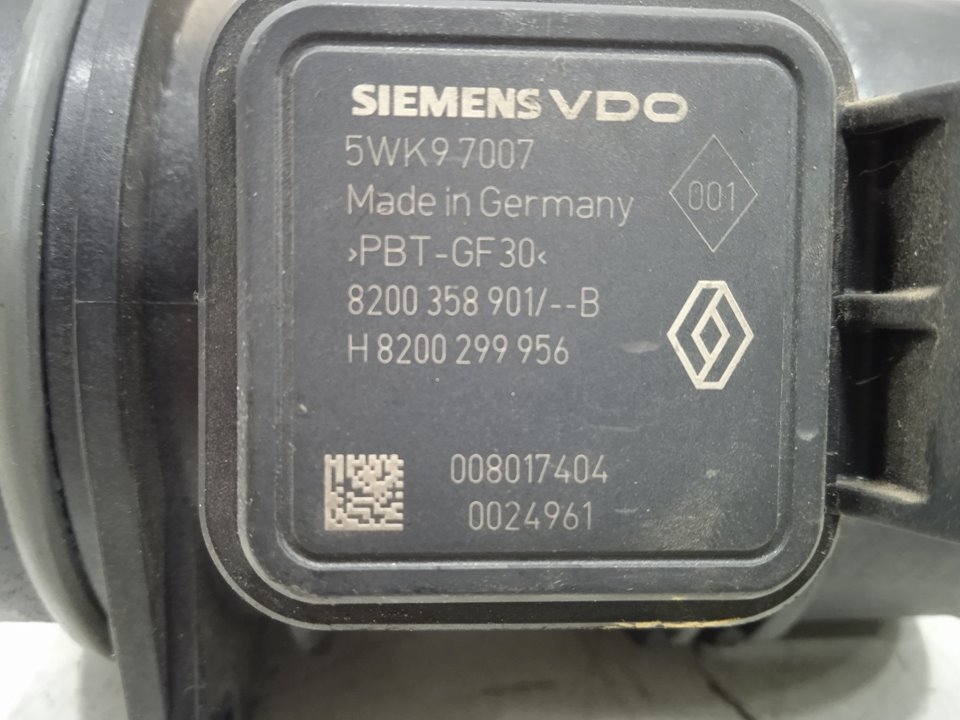 SIEMENS VDO
5WK9 7007
Made in Germany
001
›PBT-GF30‹
8200 358 901/--B
H 8200 299 956
008017404
0024961